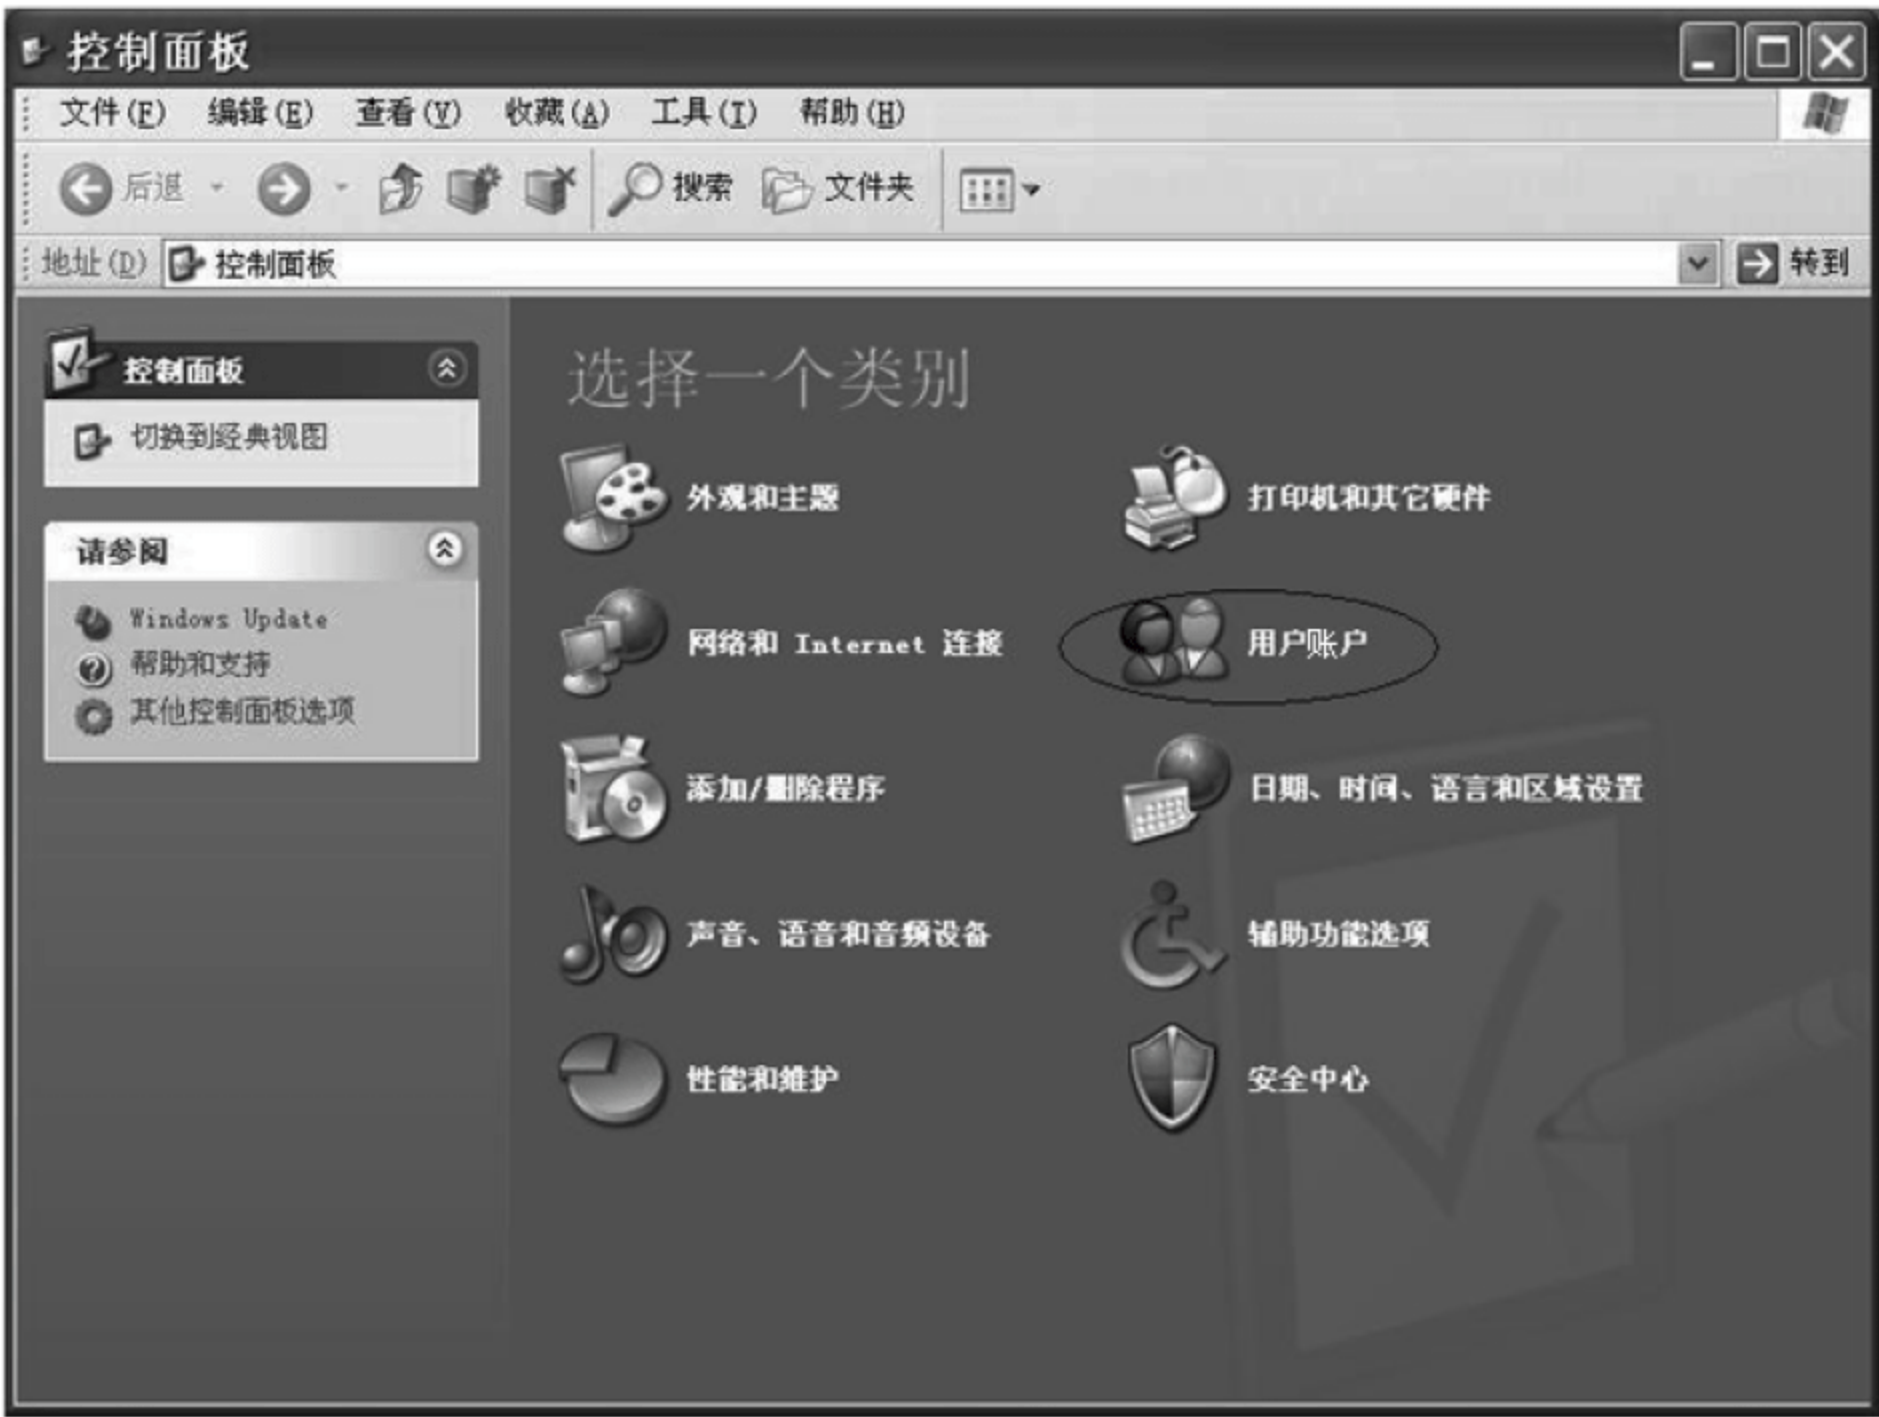 控制面板
文件(F) 编辑(E) 查看(V) 收藏(A) 工具(T) 帮助(H)
后退 搜索 文件夹
地址(D) 控制面板 转到
控制面板
切换到经典视图
请参阅
Windows Update
帮助和支持
其他控制面板选项
选择一个类别
外观和主题 打印机和其它硬件
网络和 Internet 连接 用户账户
添加/删除程序 日期、时间、语言和区域设置
声音、语音和音频设备 辅助功能选项
性能和维护 安全中心